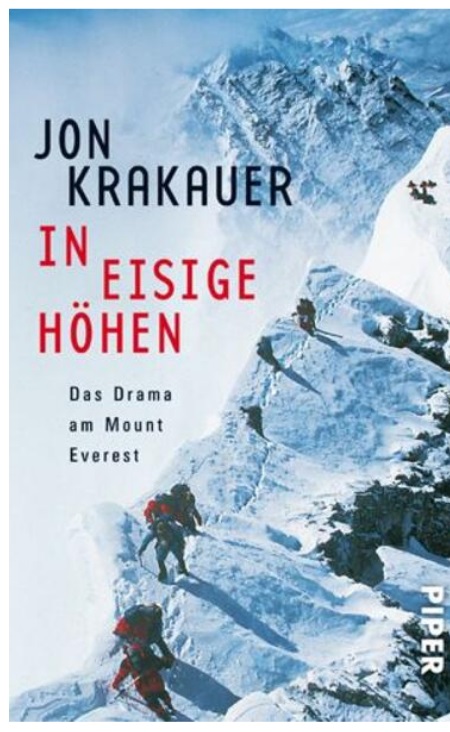 JON
KRAKAUER
IN
EISIGE
HÖHEN
Das Drama
am Mount
Everest
PIPER